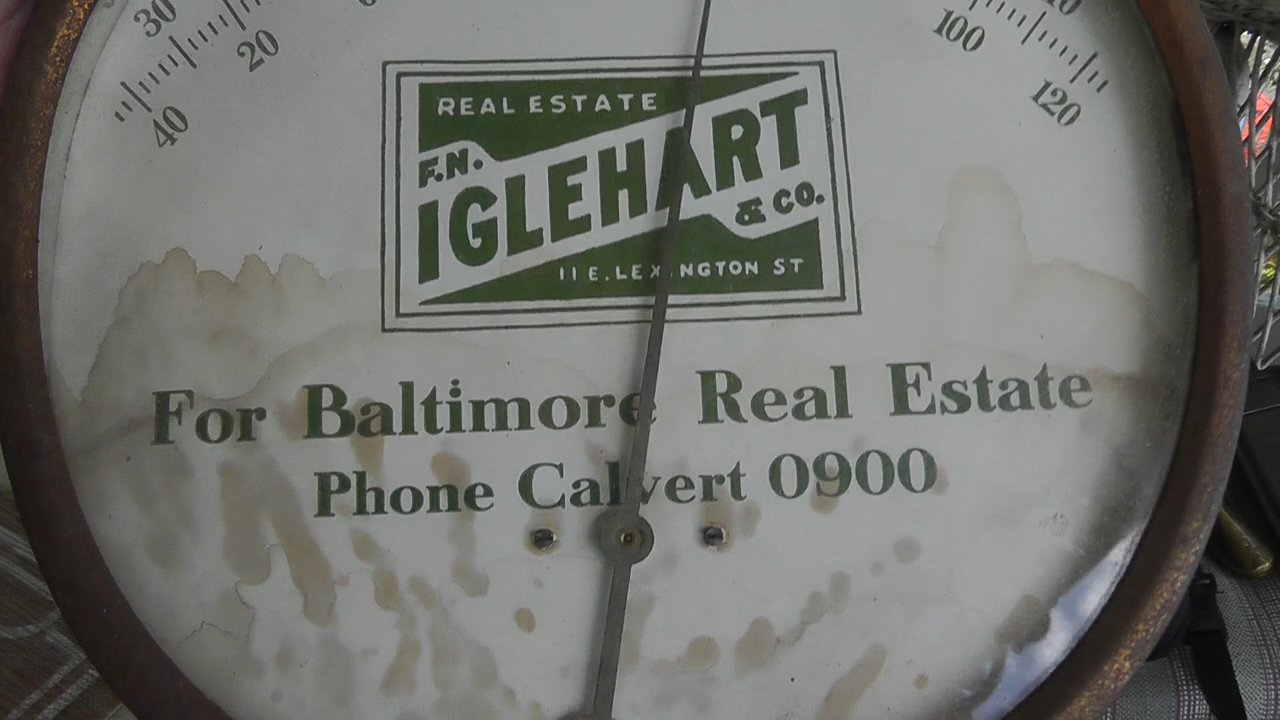 30
20
40
100
120
REAL ESTATE
F.N.
IGLEHART
& CO.
11 E. LEXINGTON ST
For Baltimore Real Estate
Phone Calvert 0900